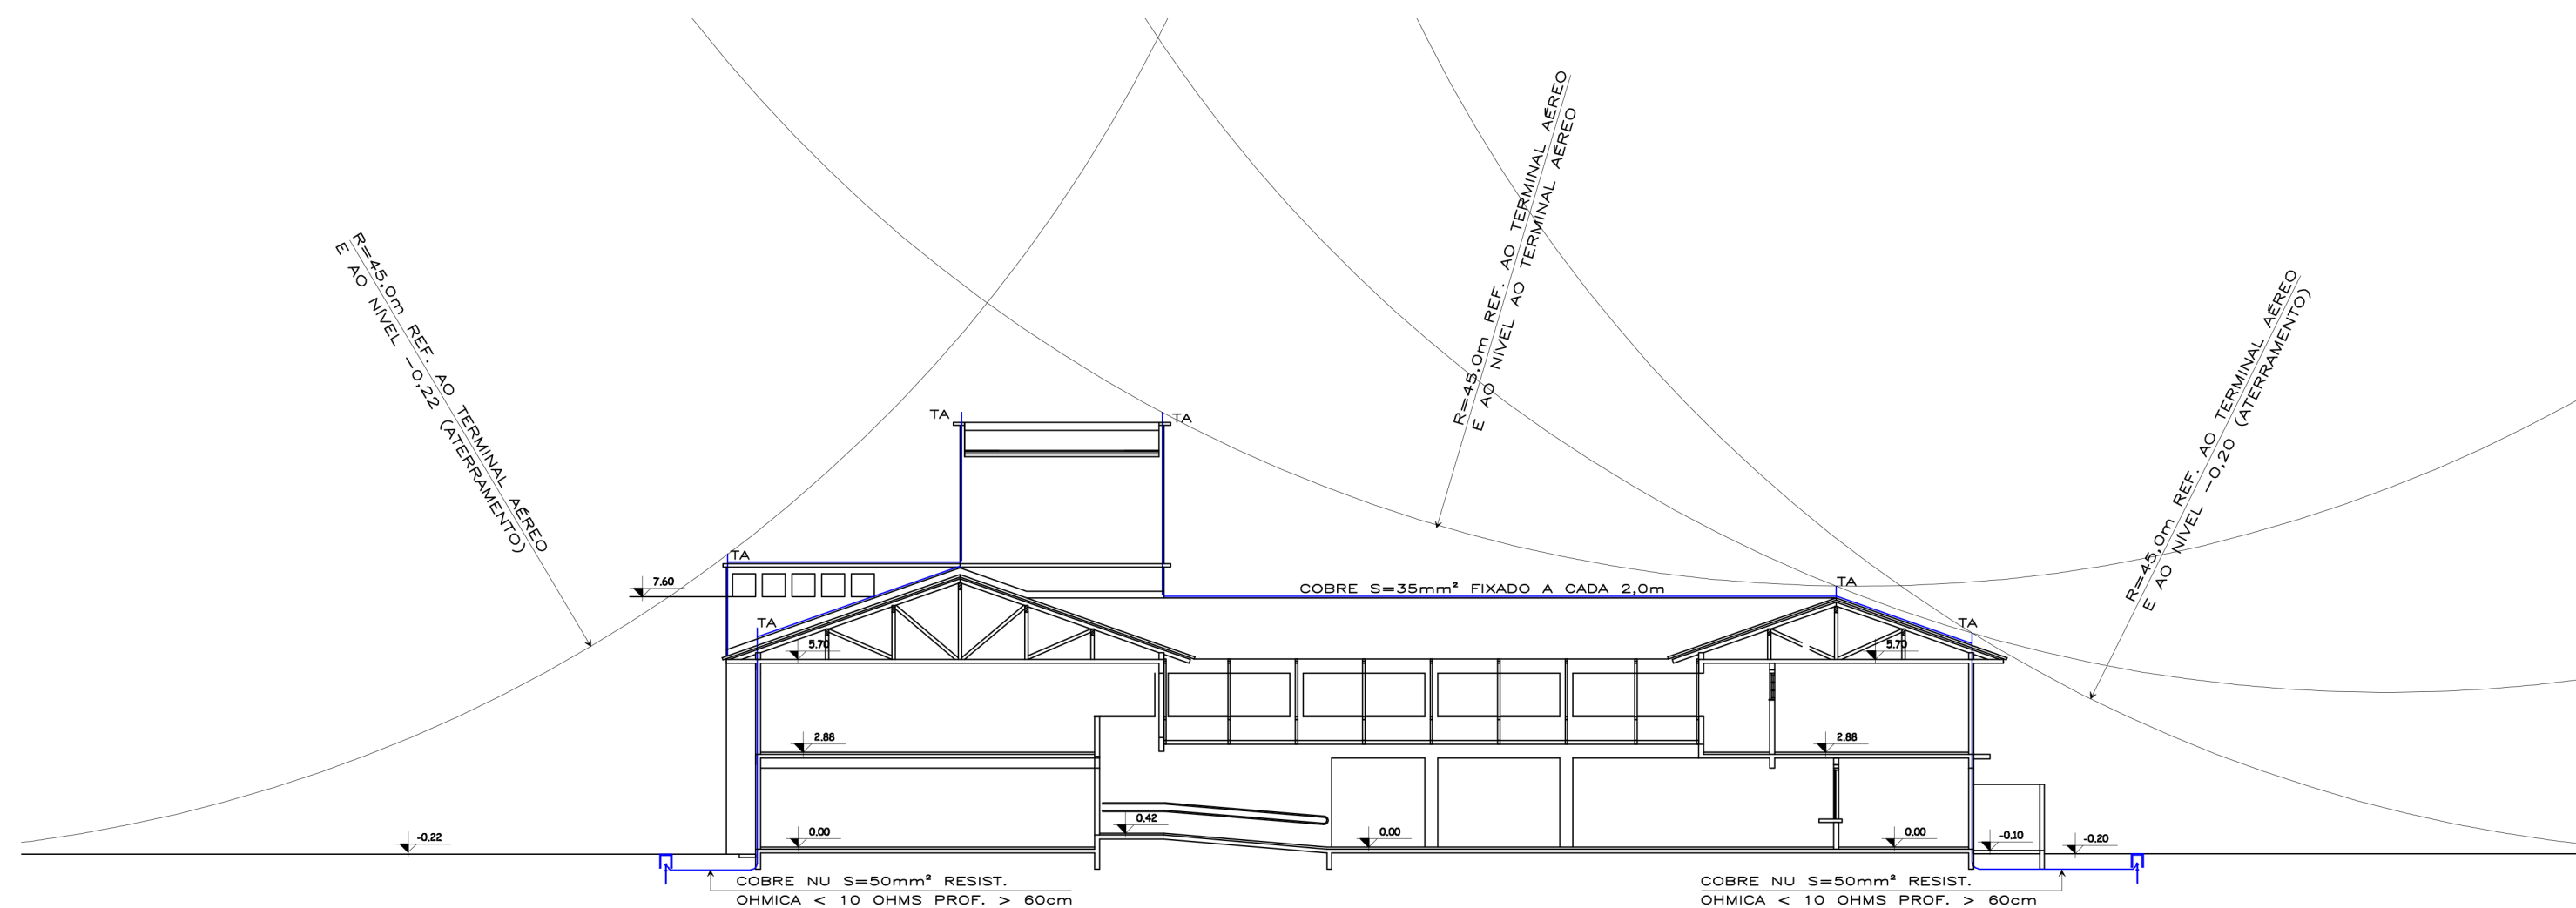 R=45,0m REF. AO TERMINAL AÉREO
E AO NÍVEL -0,22 (ATERRAMENTO)
R=45,0m REF. AO TERMINAL AÉREO
E AO NÍVEL AO TERMINAL AÉREO
R=45,0m REF. AO TERMINAL AÉREO
E AO NÍVEL -0,20 (ATERRAMENTO)
TA
TA
TA
7.60
COBRE S=35mm² FIXADO A CADA 2,0m
TA
TA
TA
5.70
5.70
2.88
2.88
0.42
-0.22
0.00
0.00
0.00
-0.10
-0.20
COBRE NU S=50mm² RESIST.
OHMICA < 10 OHMS PROF. > 60cm
COBRE NU S=50mm² RESIST.
OHMICA < 10 OHMS PROF. > 60cm